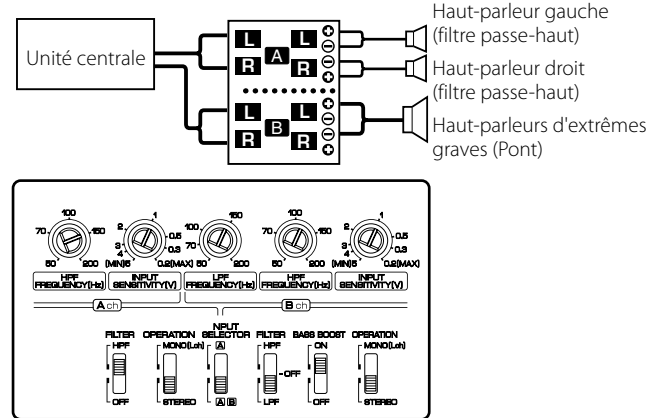 Unité centrale
L L
A
R R
L L
B
R R
Haut-parleur gauche
(filtre passe-haut)
Haut-parleur droit
(filtre passe-haut)
Haut-parleurs d'extrêmes
graves (Pont)
100
70 150
50 200
HPF
FREQUENCY(Hz)
1
2 0.5
3 0.3
4
(MIN)5 0.2(MAX)
INPUT
SENSITIVITY(V)
100 150
70
50 200
LPF
FREQUENCY(Hz)
100
70 150
50 200
HPF
FREQUENCY(Hz)
1
2 0.5
3 0.3
4
(MIN)5 0.2(MAX)
INPUT
SENSITIVITY(V)
A ch
B ch
FILTER
HPF
OFF
OPERATION
MONO(Lch)
STEREO
INPUT
SELECTOR
A
A B
FILTER
HPF
OFF
LPF
BASS BOOST
ON
OFF
OPERATION
MONO(Lch)
STEREO